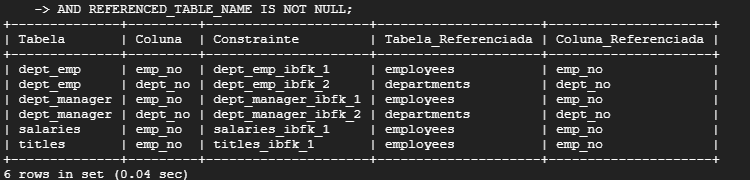 -> AND REFERENCED_TABLE_NAME IS NOT NULL;
+--------------+---------+---------------------+--------------------+---------------------+
| Tabela       | Coluna  | Constrainte         | Tabela_Referenciada | Coluna_Referenciada |
+--------------+---------+---------------------+--------------------+---------------------+
| dept_emp     | emp_no  | dept_emp_ibfk_1     | employees           | emp_no              |
| dept_emp     | dept_no | dept_emp_ibfk_2     | departments         | dept_no             |
| dept_manager | emp_no  | dept_manager_ibfk_1 | employees           | emp_no              |
| dept_manager | dept_no | dept_manager_ibfk_2 | departments         | dept_no             |
| salaries     | emp_no  | salaries_ibfk_1     | employees           | emp_no              |
| titles       | emp_no  | titles_ibfk_1       | employees           | emp_no              |
+--------------+---------+---------------------+--------------------+---------------------+
6 rows in set (0.04 sec)